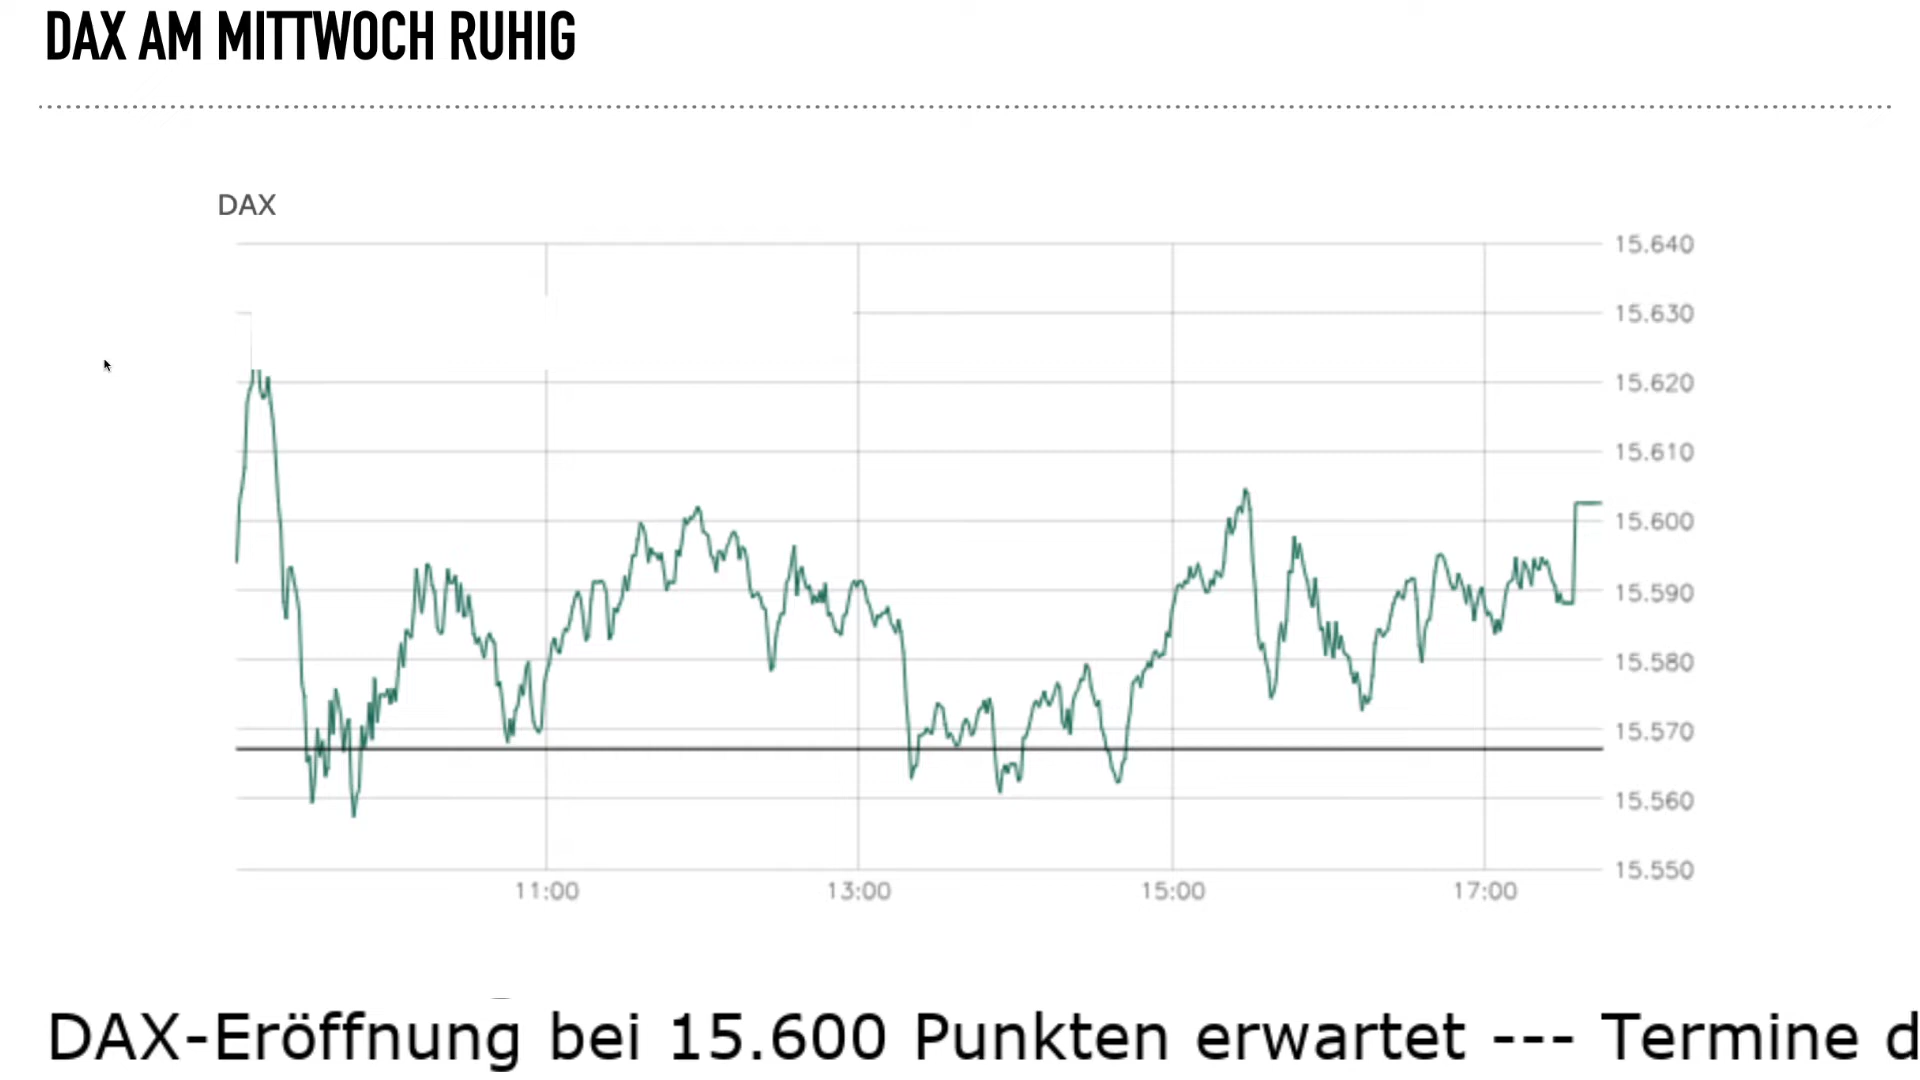 DAX AM MITTWOCH RUHIG
DAX
15.640
15.630
15.620
15.610
15.600
15.590
15.580
15.570
15.560
15.550
11:00 13:00 15:00 17:00
DAX-Eröffnung bei 15.600 Punkten erwartet --- Termine d